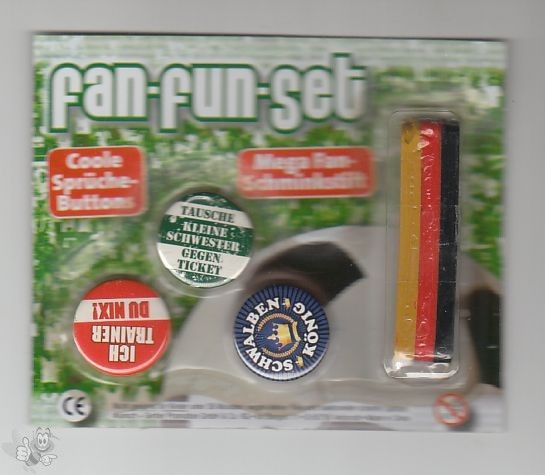 fan-fun-set
Coole
Sprüche-
Buttons
Mega Fan-
Schminkstift
TAUSCHE
KLEINE
SCHWESTER
GEGEN
TICKET
ICH
TRAINER
DU NIX!
SCHWALBEN
KÖNIG
CE